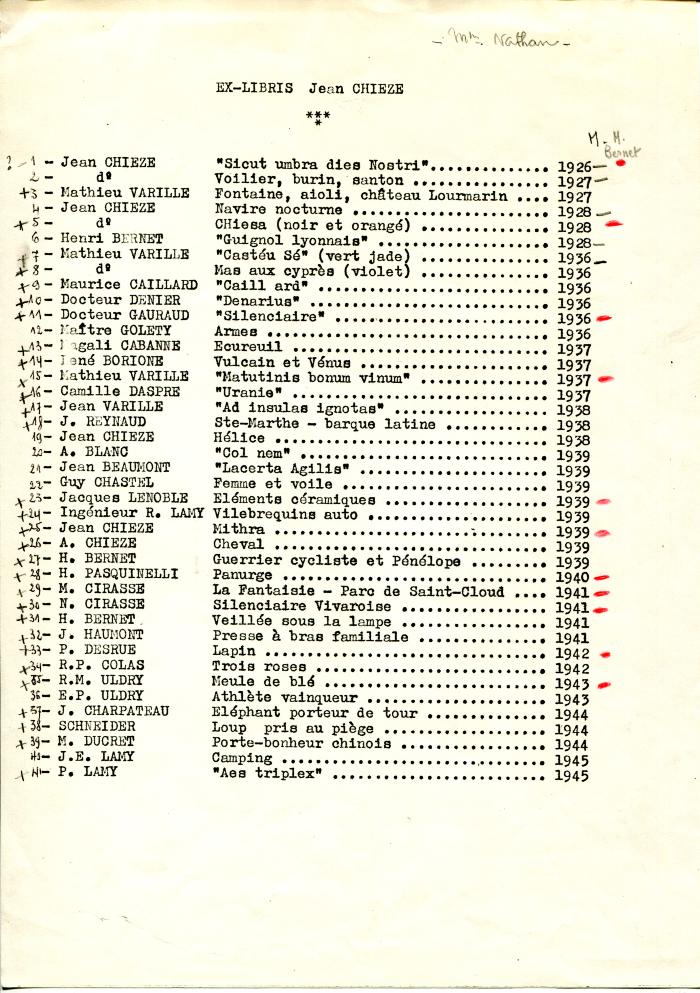 - Mme. Nathan -
EX-LIBRIS Jean CHIEZE
***
*
M. H.
Bernet
? - 1 - Jean CHIEZE "Sicut umbra dies Nostri".............. 1926 -
2 - dº Voilier, burin, santon .............. 1927 -
+ 3 - Mathieu VARILLE Fontaine, aioli, château Lourmarin .... 1927
4 - Jean CHIEZE Navire nocturne .............. 1928 -
+ 5 - dº CHiesa (noir et orangé) .............. 1928
6 - Henri BERNET "Guignol lyonnais" .............. 1928 -
+ 7 - Mathieu VARILLE "Castéu Sé" (vert jade) .............. 1936 -
+ 8 - dº Mas aux cyprès (violet) .............. 1936
+ 9 - Maurice CAILLARD "Caill ard" .............. 1936
+ 10 - Docteur DENIER "Denarius" .............. 1936
+ 11 - Docteur GAURAUD "Silenciaire" .............. 1936
12 - Maître GOLETY Armes .............. 1936
+ 13 - Magali CABANNE Ecureuil .............. 1937
+ 14 - René BORIONE Vulcain et Vénus .............. 1937
+ 15 - Mathieu VARILLE "Matutinis bonum vinum" .............. 1937
+ 16 - Camille DASPRE "Uranie" .............. 1937
+ 17 - Jean VARILLE "Ad insulas ignotas" .............. 1938
+ 18 - J. REYNAUD Ste-Marthe - barque latine .............. 1938
19 - Jean CHIEZE Hélice .............. 1938
20 - A. BLANC "Col nem" .............. 1939
21 - Jean BEAUMONT "Lacerta Agilis" .............. 1939
22 - Guy CHASTEL Femme et voile .............. 1939
+ 23 - Jacques LENOBLE Eléments céramiques .............. 1939
+ 24 - Ingénieur R. LAMY Vilebrequins auto .............. 1939
+ 25 - Jean CHIEZE Mithra .............. 1939
+ 26 - A. CHIEZE Cheval .............. 1939
+ 27 - H. BERNET Guerrier cycliste et Pénélope .............. 1939
+ 28 - H. PASQUINELLI Panurge .............. 1940
+ 29 - M. CIRASSE La Fantaisie - Parc de Saint-Cloud .... 1941
+ 30 - N. CIRASSE Silenciaire Vivaroise .............. 1941
+ 31 - H. BERNET Veillée sous la lampe .............. 1941
+ 32 - J. HAUMONT Presse à bras familiale .............. 1941
+ 33 - P. DESRUE Lapin .............. 1942
+ 34 - R.P. COLAS Trois roses .............. 1942
+ 35 - R.M. ULDRY Meule de blé .............. 1943
36 - E.P. ULDRY Athlète vainqueur .............. 1943
+ 37 - J. CHARPATEAU Eléphant porteur de tour .............. 1944
+ 38 - SCHNEIDER Loup pris au piège .............. 1944
+ 39 - M. DUCRET Porte-bonheur chinois .............. 1944
40 - J.E. LAMY Camping .............. 1945
+ 41 - P. LAMY "Aes triplex" .............. 1945